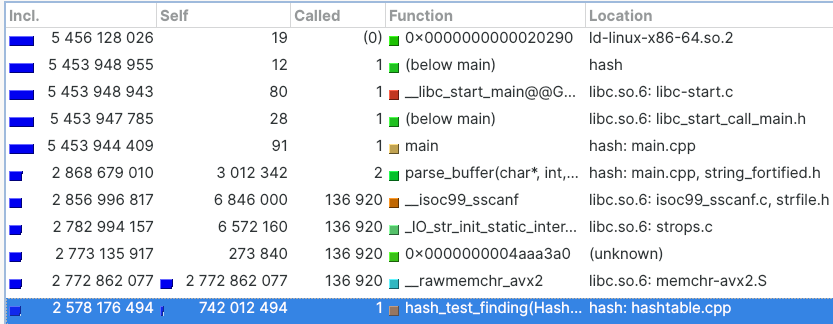 Incl. Self Called Function Location
5 456 128 026 19 (0) 0x0000000000020290 ld-linux-x86-64.so.2
5 453 948 955 12 1 (below main) hash
5 453 948 943 80 1 __libc_start_main@@G... libc.so.6: libc-start.c
5 453 947 785 28 1 (below main) libc.so.6: libc_start_call_main.h
5 453 944 409 91 1 main hash: main.cpp
2 868 679 010 3 012 342 2 parse_buffer(char*, int,... hash: main.cpp, string_fortified.h
2 856 996 817 6 846 000 136 920 __isoc99_sscanf libc.so.6: isoc99_sscanf.c, strfile.h
2 782 994 157 6 572 160 136 920 _IO_str_init_static_inter... libc.so.6: strops.c
2 773 135 917 273 840 136 920 0x0000000004aaa3a0 (unknown)
2 772 862 077 2 772 862 077 136 920 __rawmemchr_avx2 libc.so.6: memchr-avx2.S
2 578 176 494 742 012 494 1 hash_test_finding(Hash... hash: hashtable.cpp